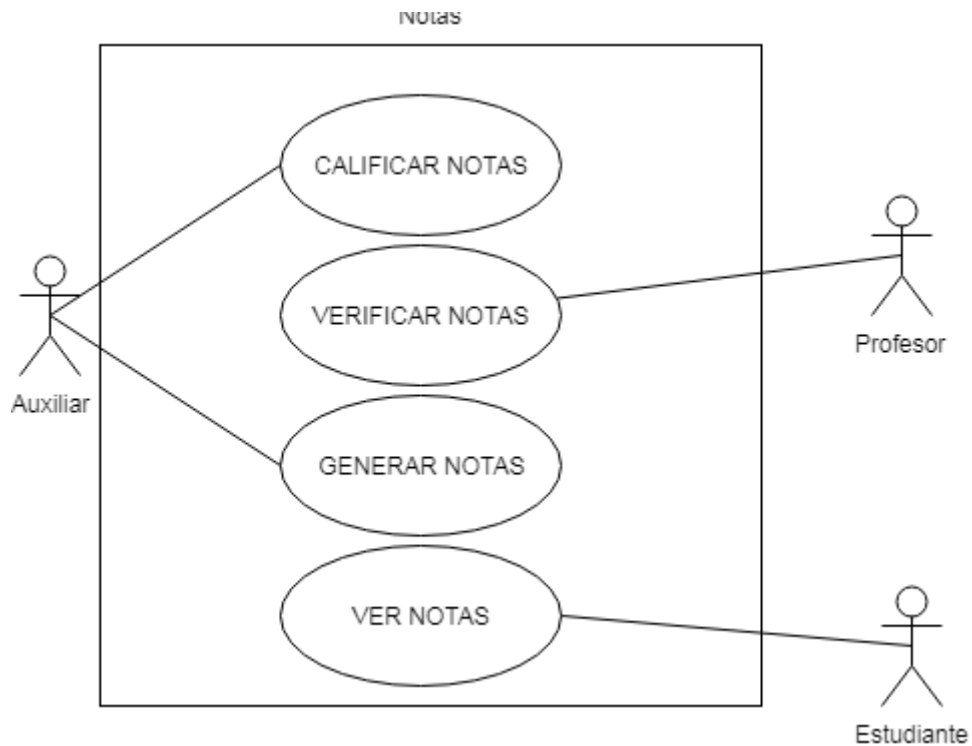 Notas
CALIFICAR NOTAS
VERIFICAR NOTAS
Profesor
Auxiliar
GENERAR NOTAS
VER NOTAS
Estudiante